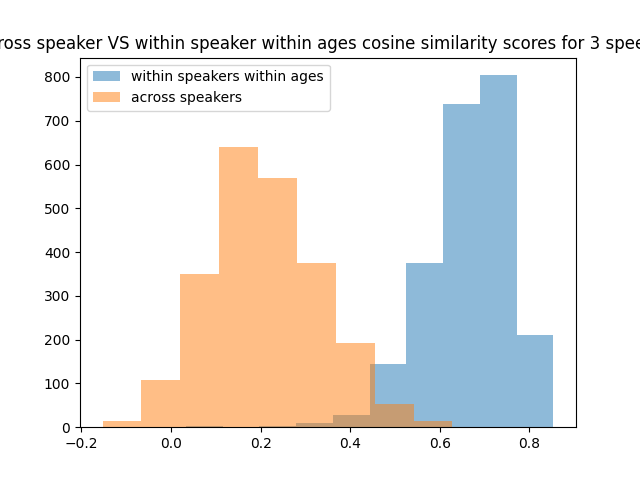 ross speaker VS within speaker within ages cosine similarity scores for 3 spee
within speakers within ages
across speakers
800
700
600
500
400
300
200
100
0
−0.2 0.0 0.2 0.4 0.6 0.8